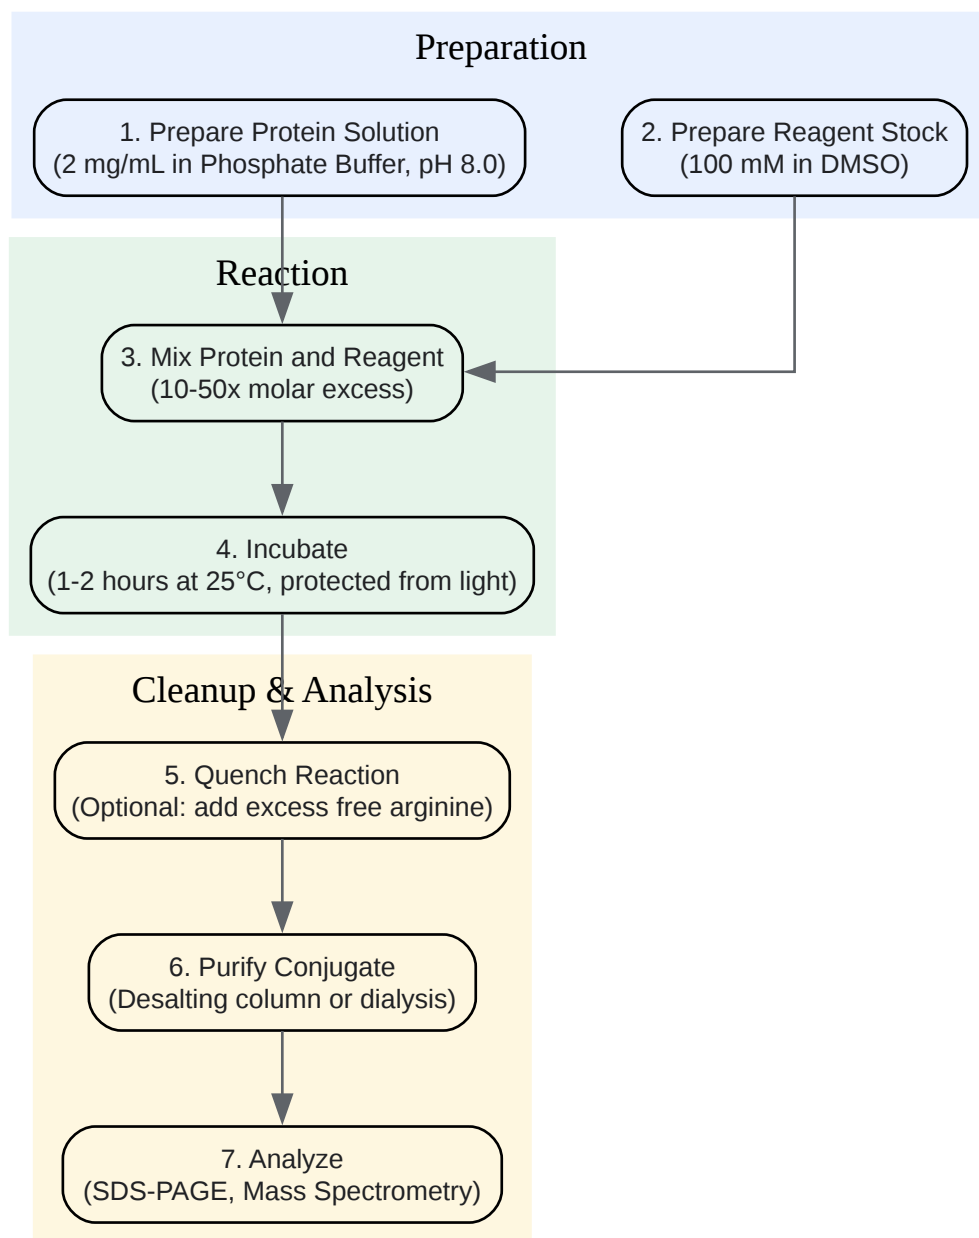 Preparation
1. Prepare Protein Solution
(2 mg/mL in Phosphate Buffer, pH 8.0)
2. Prepare Reagent Stock
(100 mM in DMSO)
Reaction
3. Mix Protein and Reagent
(10-50x molar excess)
4. Incubate
(1-2 hours at 25°C, protected from light)
Cleanup & Analysis
5. Quench Reaction
(Optional: add excess free arginine)
6. Purify Conjugate
(Desalting column or dialysis)
7. Analyze
(SDS-PAGE, Mass Spectrometry)